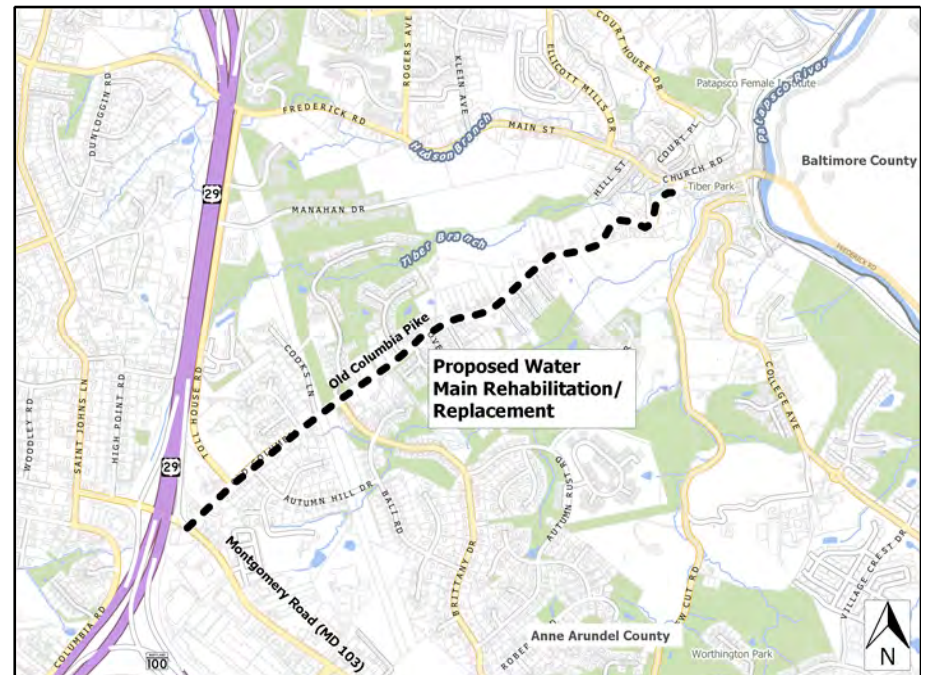 COURT HOUSE DR
ROGERS AVE
KLEIN AVE
ELLICOTT MILLS DR
Patapsco Female Institute
Patapsco River
DUNLOGGIN RD
FREDERICK RD
MAIN ST
Hudson Branch
COURT PL
HILL ST
CHURCH RD
Tiber Park
Baltimore County
29
MANAHAN DR
Tiber Branch
FREDERICK RD
Old Columbia Pike
COOKS LN
Proposed Water
Main Rehabilitation/
Replacement
TOLL HOUSE RD
COLLEGE AVE
WOODLEY RD
SAINT JOHNS LN
HIGH POINT RD
29
AUTUMN HILL DR
BALI RD
AUTUMN RUST RD
BRITTANY DR
Montgomery Road (MD 103)
VILLAGE CREST DR
COLUMBIA RD
100
Anne Arundel County
Worthington Park
N